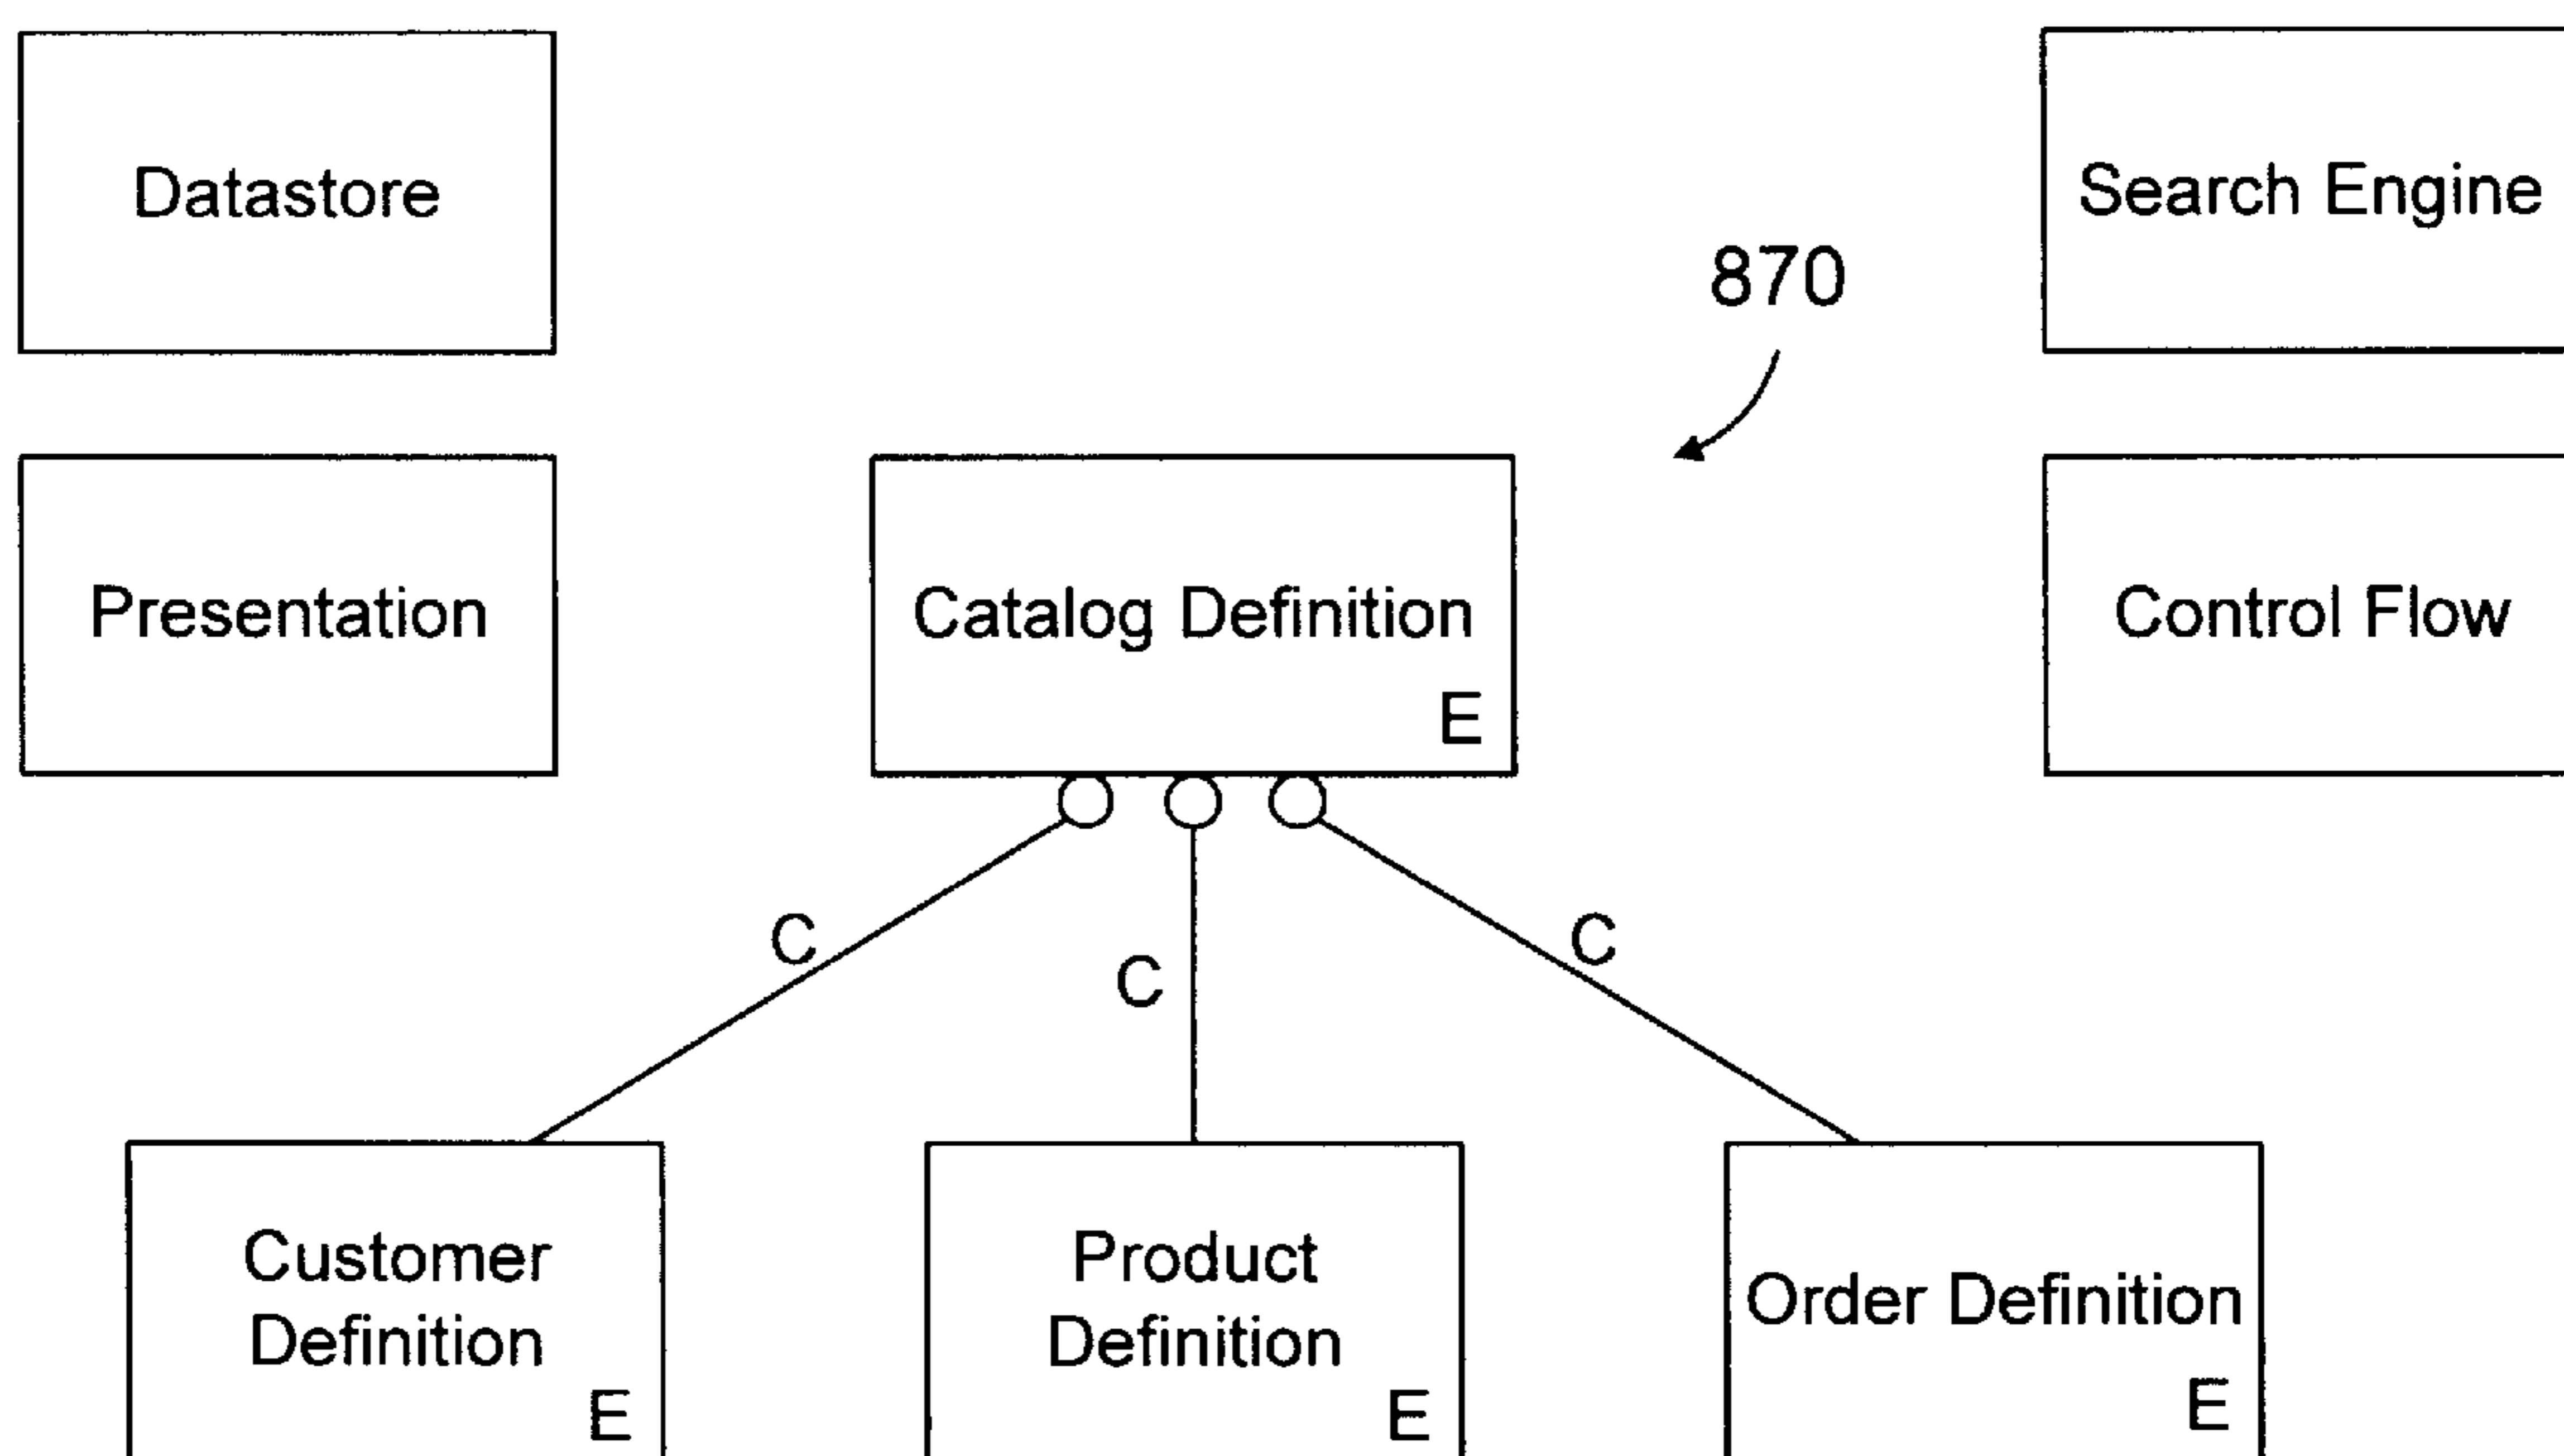 Datastore
Search Engine
870
Presentation
Catalog Definition
E
Control Flow
C
C
C
Customer
Definition
E
Product
Definition
E
Order Definition
E